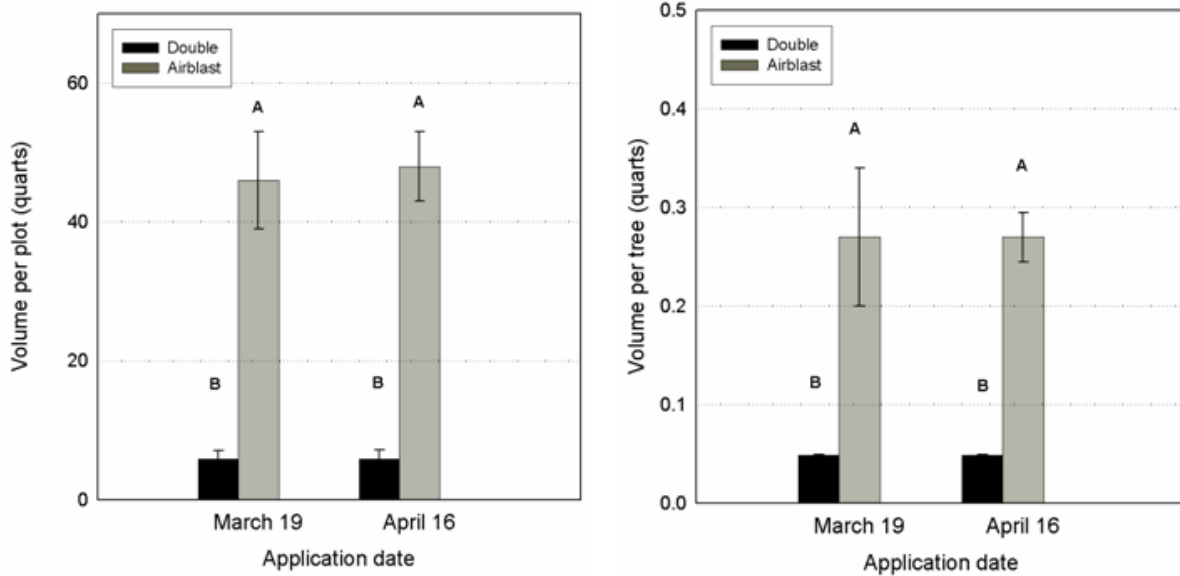 Double
Airblast
60
40
20
0
A
A
B
B
March 19
April 16
Application date
Volume per plot (quarts)
0.5
0.4
0.3
0.2
0.1
0.0
Double
Airblast
A
A
B
B
March 19
April 16
Application date
Volume per tree (quarts)